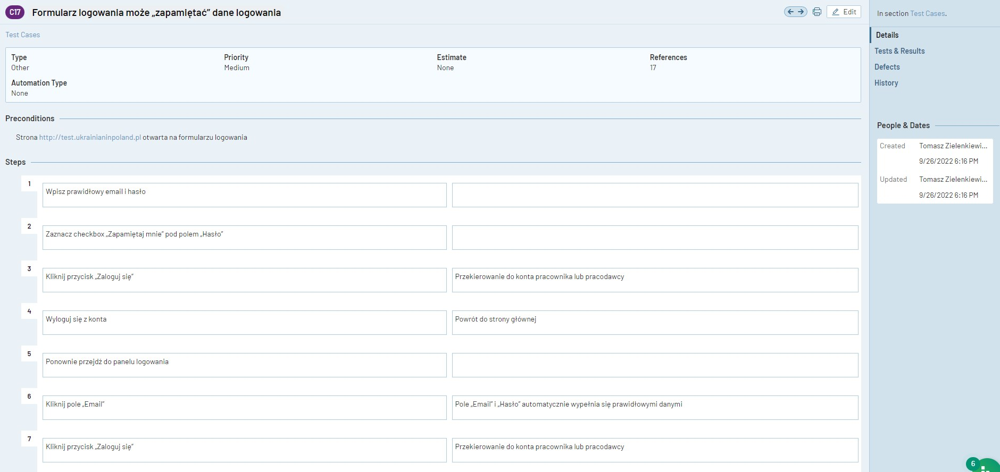 C17 Formularz logowania może „zapamiętać” dane logowania
Edit
Test Cases
Type Priority Estimate References
Other Medium None 17
Automation Type
None
Preconditions
Strona http://test.ukrainianinpoland.pl otwarta na formularzu logowania
Steps
1 Wpisz prawidłowy email i hasło
2 Zaznacz checkbox „Zapamiętaj mnie” pod polem „Hasło”
3 Kliknij przycisk „Zaloguj się” Przekierowanie do konta pracownika lub pracodawcy
4 Wyloguj się z konta Powrót do strony głównej
5 Ponownie przejdź do panelu logowania
6 Kliknij pole „Email” Pole „Email” i „Hasło” automatycznie wypełnia się prawidłowymi danymi
7 Kliknij przycisk „Zaloguj się” Przekierowanie do konta pracownika lub pracodawcy
In section Test Cases.
Details
Tests & Results
Defects
History
People & Dates
Created Tomasz Zielenkiewi...
9/26/2022 6:16 PM
Updated Tomasz Zielenkiewi...
9/26/2022 6:16 PM
6